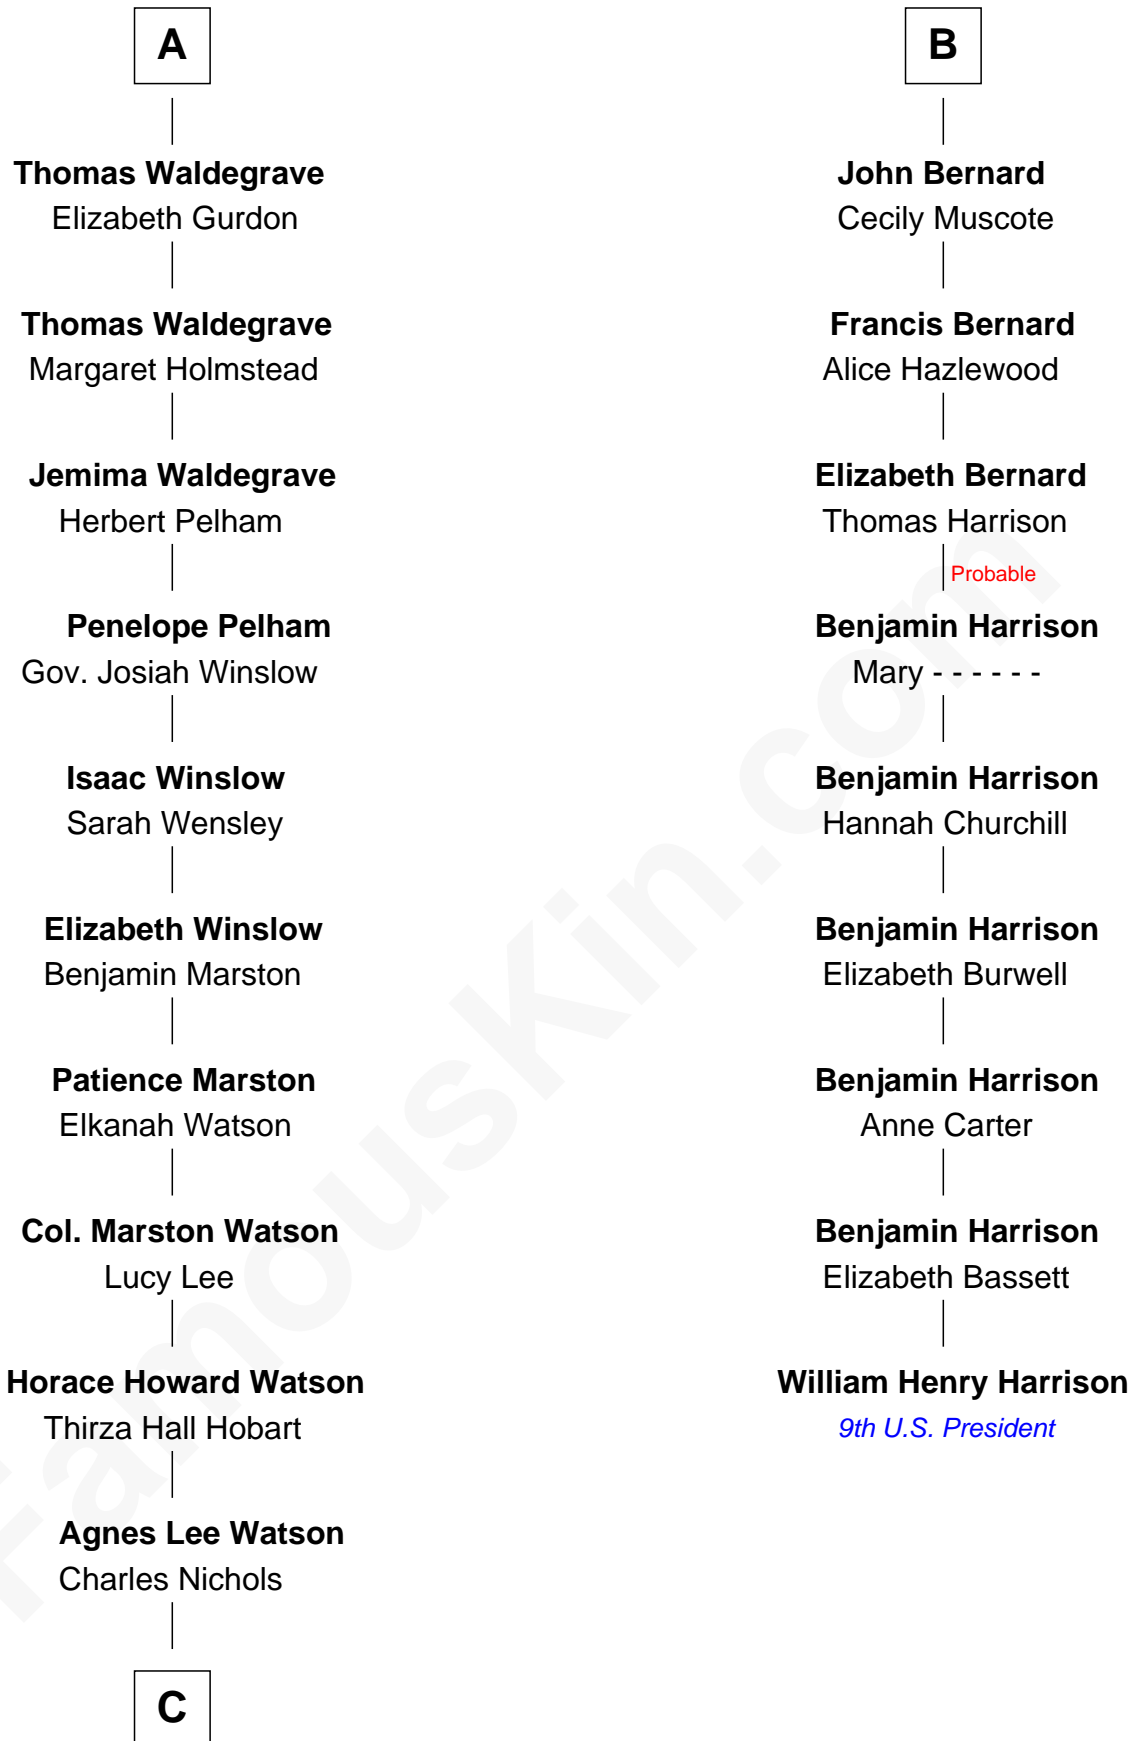 A
Thomas Waldegrave
Elizabeth Gurdon
Thomas Waldegrave
Margaret Holmstead
Jemima Waldegrave
Herbert Pelham
Penelope Pelham
Gov. Josiah Winslow
Isaac Winslow
Sarah Wensley
Elizabeth Winslow
Benjamin Marston
Patience Marston
Elkanah Watson
Col. Marston Watson
Lucy Lee
Horace Howard Watson
Thirza Hall Hobart
Agnes Lee Watson
Charles Nichols
C
B
John Bernard
Cecily Muscote
Francis Bernard
Alice Hazlewood
Elizabeth Bernard
Thomas Harrison
Probable
Benjamin Harrison
Mary - - - - - -
Benjamin Harrison
Hannah Churchill
Benjamin Harrison
Elizabeth Burwell
Benjamin Harrison
Anne Carter
Benjamin Harrison
Elizabeth Bassett
William Henry Harrison
9th U.S. President
FamousKin.com